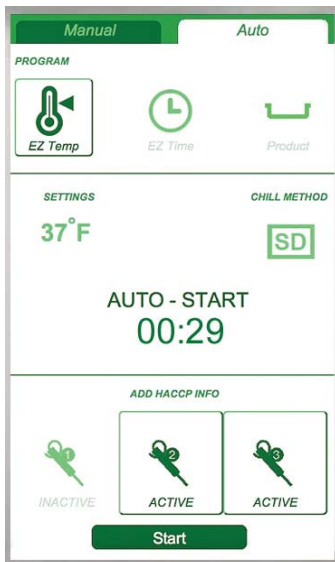 Manual Auto
PROGRAM
EZ Temp EZ Time Product
SETTINGS CHILL METHOD
37°F SD
AUTO - START
00:29
ADD HACCP INFO
1 2 3
INACTIVE ACTIVE ACTIVE
Start